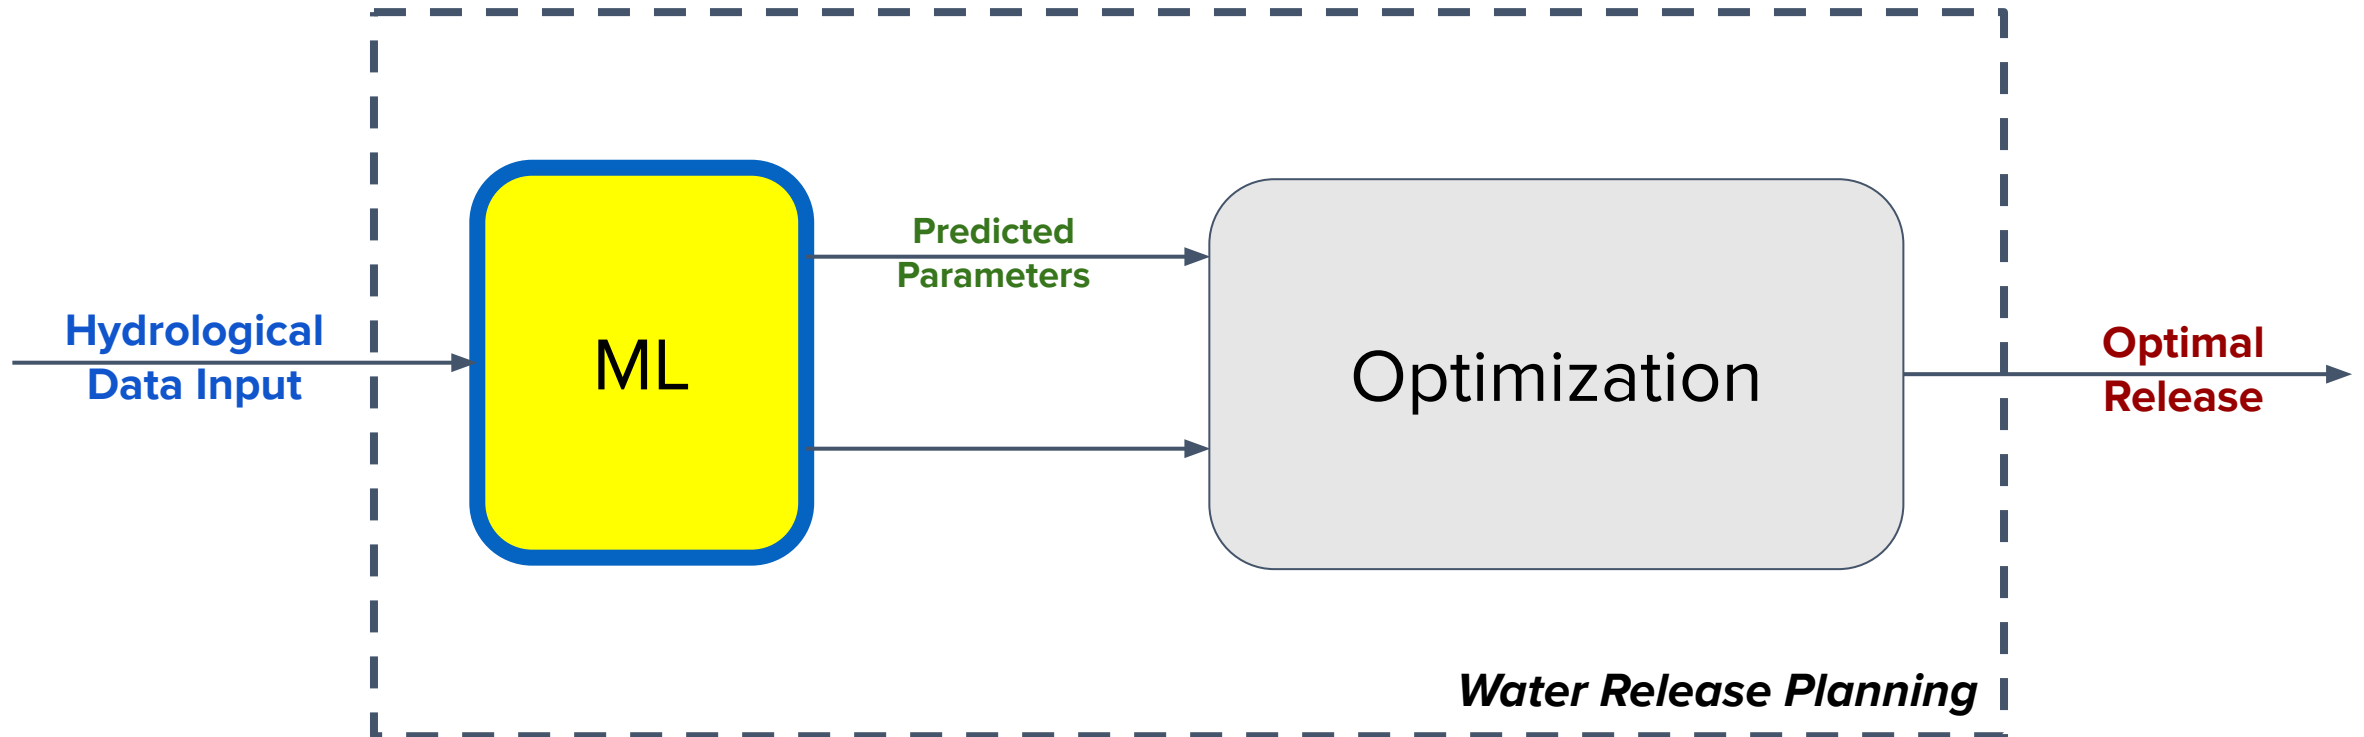 Hydrological
Data Input
ML
Predicted
Parameters
Optimization
Optimal
Release
Water Release Planning